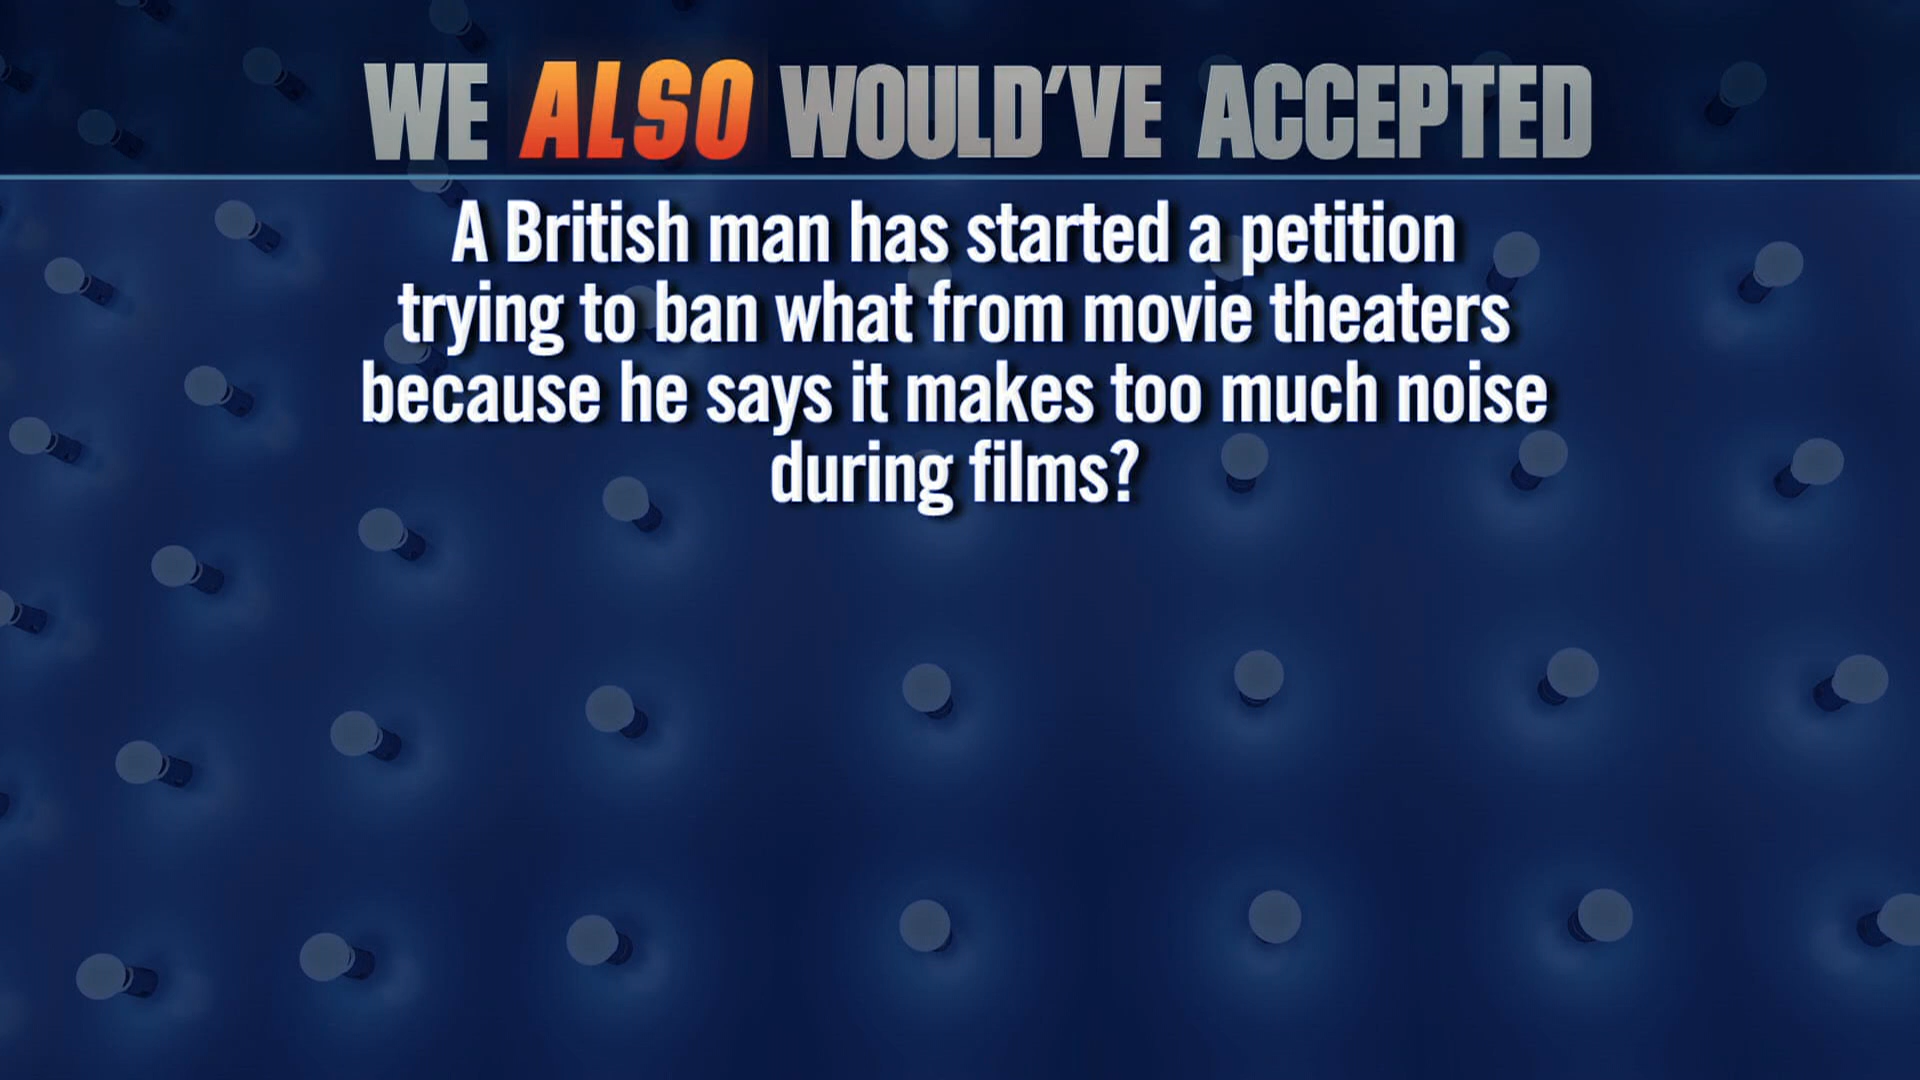 WE ALSO WOULD'VE ACCEPTED
A British man has started a petition
trying to ban what from movie theaters
because he says it makes too much noise
during films?